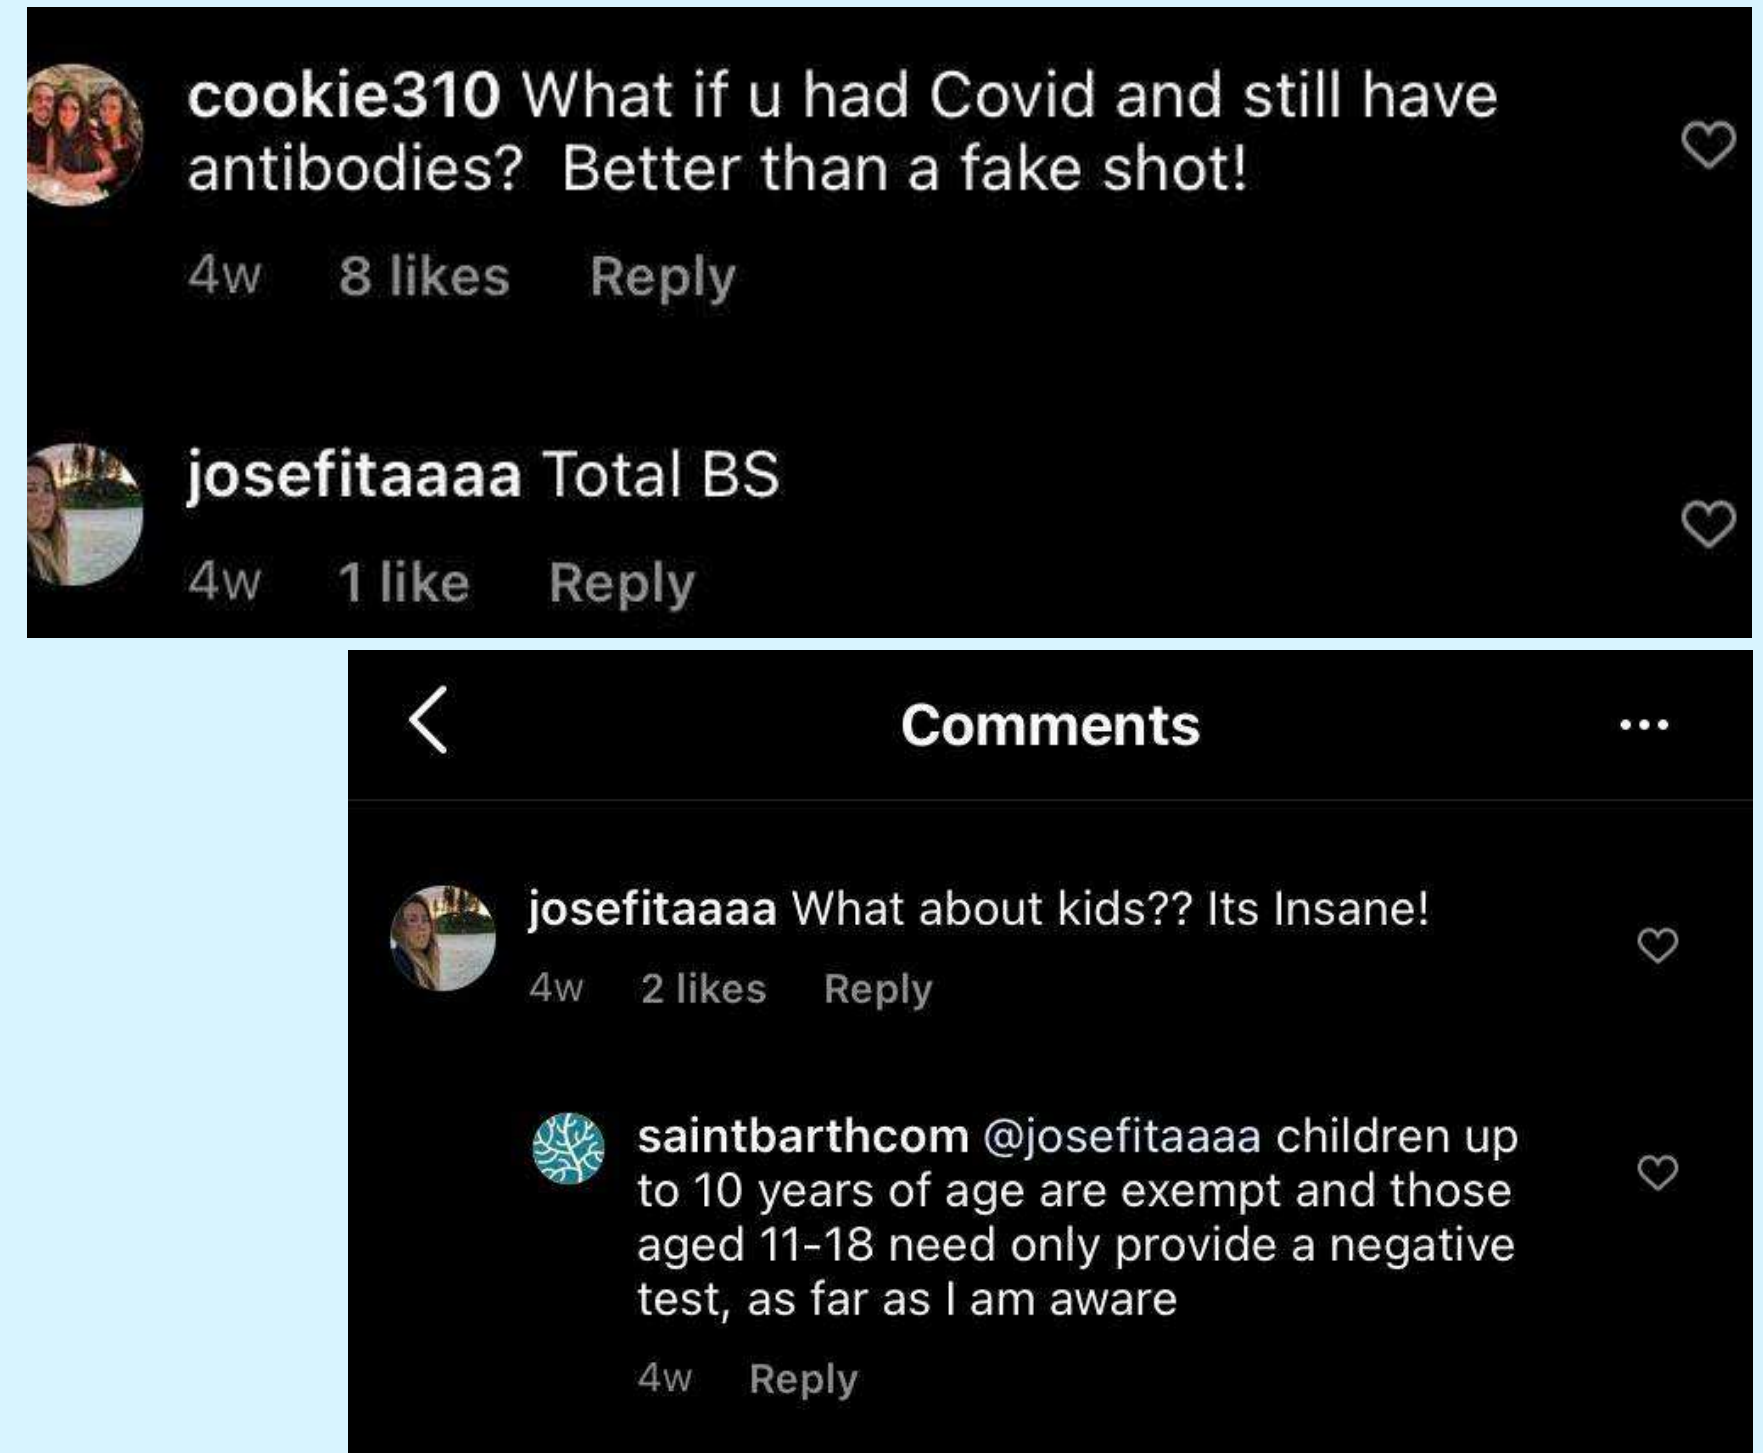 cookie310 What if u had Covid and still have
antibodies?  Better than a fake shot!
4w 8 likes Reply
josefitaaaa Total BS
4w 1 like Reply
Comments
josefitaaaa What about kids?? Its Insane!
4w 2 likes Reply
saintbarthcom @josefitaaaa children up
to 10 years of age are exempt and those
aged 11-18 need only provide a negative
test, as far as I am aware
4w Reply